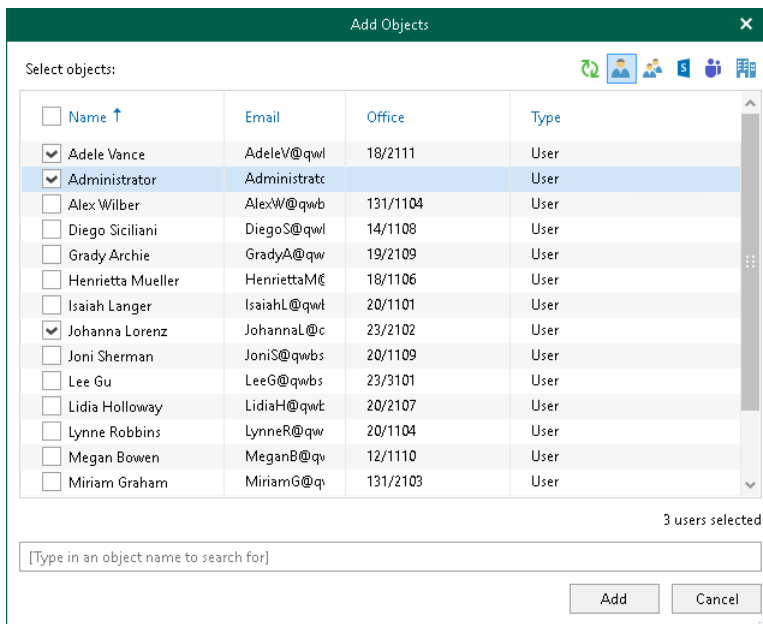 Add Objects
Select objects:
Name Email Office Type
Adele Vance AdeleV@qwl 18/2111 User
Administrator Administratc User
Alex Wilber AlexW@qwb 131/1104 User
Diego Siciliani DiegoS@qwl 14/1108 User
Grady Archie GradyA@qw 19/2109 User
Henrietta Mueller HenriettaM@ 18/1106 User
Isaiah Langer IsaiahL@qwb 20/1101 User
Johanna Lorenz JohannaL@c 23/2102 User
Joni Sherman JoniS@qwbs 20/1109 User
Lee Gu LeeG@qwbs 23/3101 User
Lidia Holloway LidiaH@qwb 20/2107 User
Lynne Robbins LynneR@qw 20/1104 User
Megan Bowen MeganB@qv 12/1110 User
Miriam Graham MiriamG@q 131/2103 User
3 users selected
[Type in an object name to search for]
Add Cancel